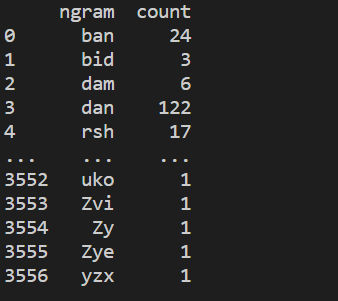 ngram count
0 ban 24
1 bid 3
2 dam 6
3 dan 122
4 rsh 17
... ... ...
3552 uko 1
3553 Zvi 1
3554 Zy 1
3555 Zye 1
3556 yzx 1